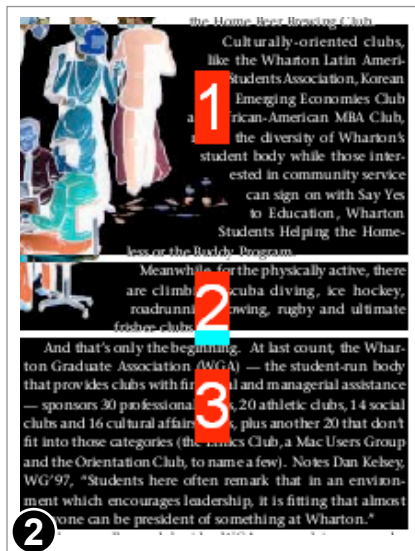 the Home Beer Brewing Club.
Culturally-oriented clubs,
like the Wharton Latin Ameri-
Students Association, Korean
1
Emerging Economies Club
African-American MBA Club,
the diversity of Wharton's
student body while those inter-
ested in community service
can sign on with Say Yes
to Education, Wharton
Students Helping the Home-
less or the Buddy Program.
Meanwhile, for the physically active, there
are climbing, scuba diving, ice hockey,
2
roadrunning, rowing, rugby and ultimate
frisbee clubs.
And that's only the beginning. At last count, the Whar-
ton Graduate Association (WGA) — the student-run body
that provides clubs with financial and managerial assistance
3
— sponsors 30 professional, 20 athletic clubs, 14 social
clubs and 16 cultural affairs, plus another 20 that don't
fit into those categories (the Ethics Club, a Mac Users Group
and the Orientation Club, to name a few). Notes Dan Kelsey,
WG'97, "Students here often remark that in an environ-
ment which encourages leadership, it is fitting that almost
one can be president of something at Wharton."
2